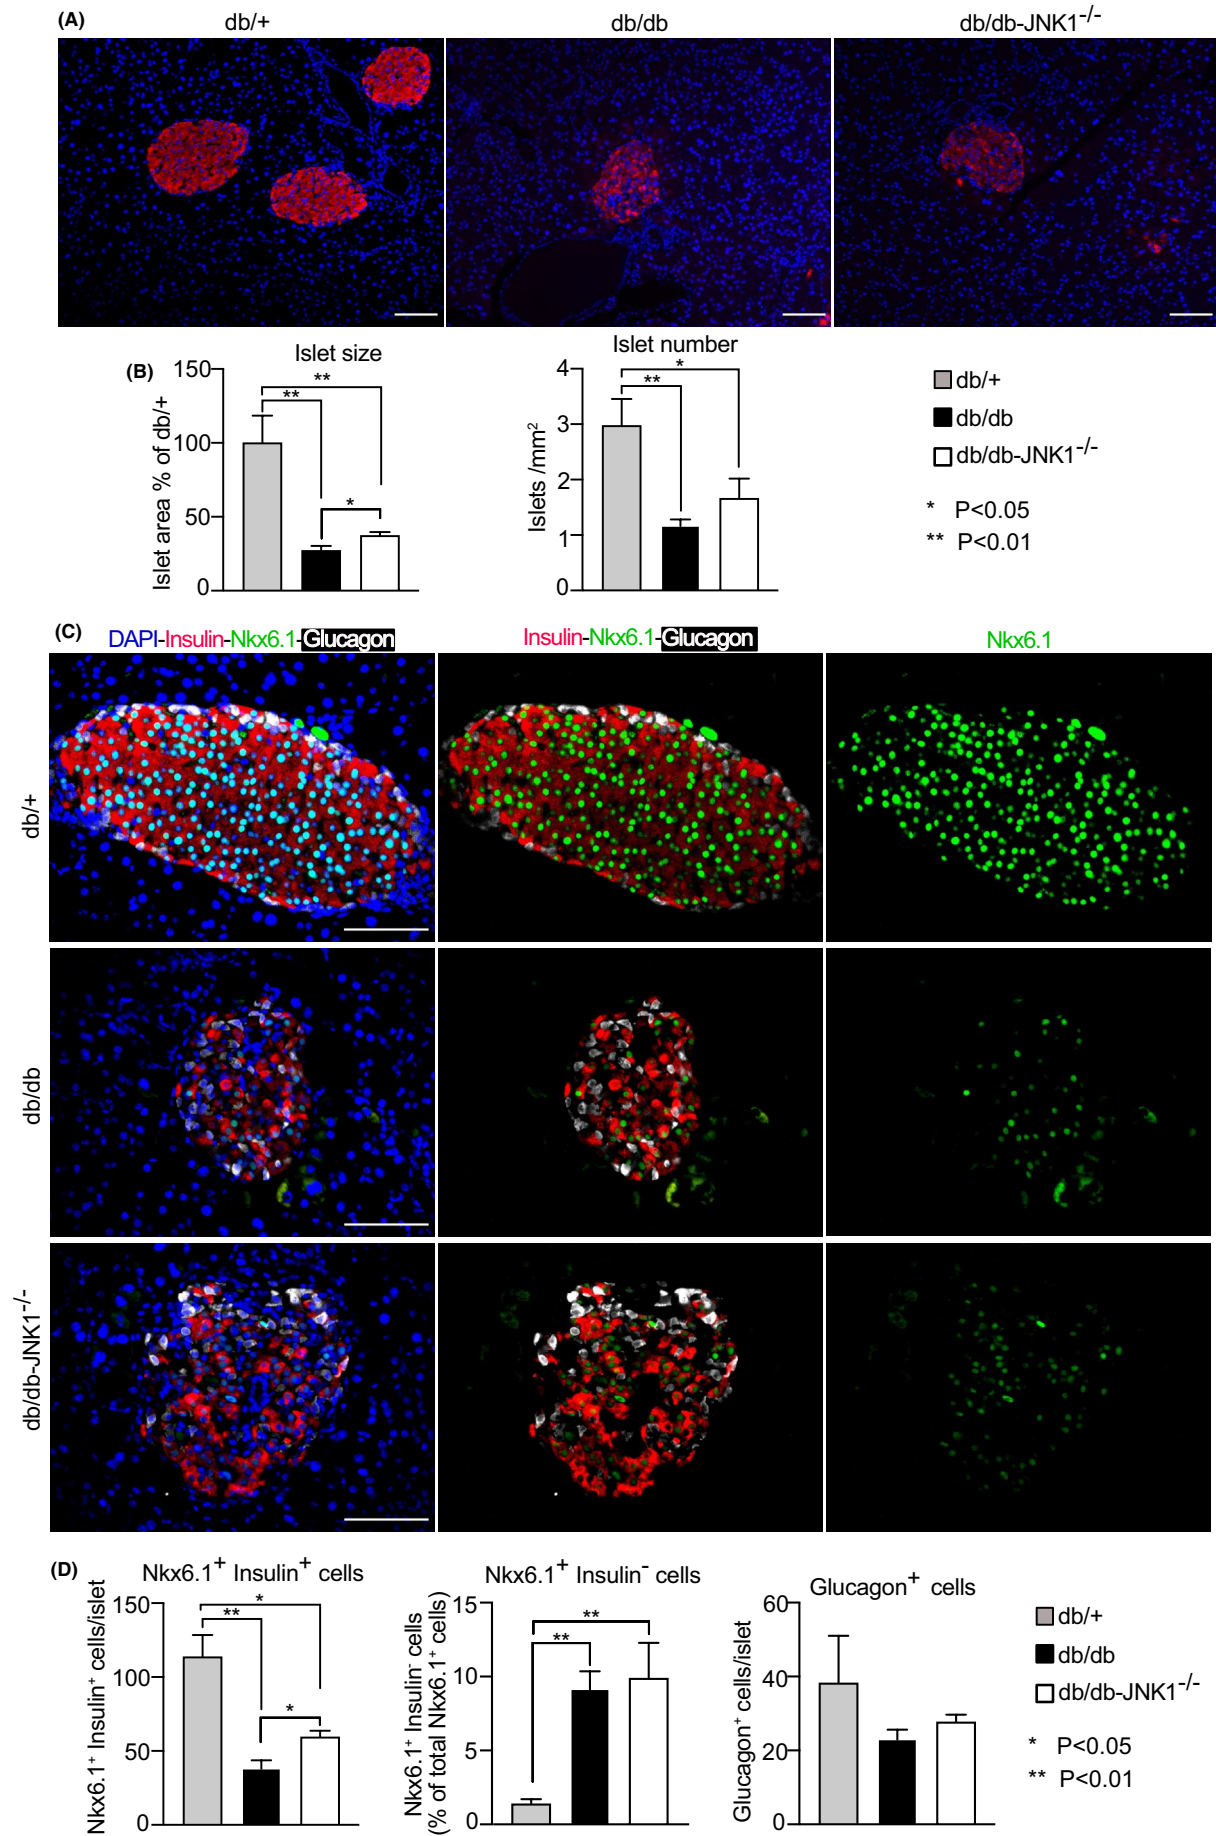 (A)
db/+ db/db db/db-JNK1-/-
(B)
Islet size
Islet area % of db/+
150
100
50
0
** ** *
Islet number
Islets /mm2
4
3
2
1
0
* **
db/+
db/db
db/db-JNK1-/-
* P<0.05
** P<0.01
(C)
DAPI-Insulin-Nkx6.1-Glucagon Insulin-Nkx6.1-Glucagon Nkx6.1
db/+
db/db
db/db-JNK1-/-
(D)
Nkx6.1+ Insulin+ cells
Nkx6.1+ Insulin+ cells/islet
150
100
50
0
* ** *
Nkx6.1+ Insulin- cells
Nkx6.1+ Insulin- cells
(% of total Nkx6.1+ cells)
15
10
5
0
** **
Glucagon+ cells
Glucagon+ cells/islet
60
40
20
0
db/+
db/db
db/db-JNK1-/-
* P<0.05
** P<0.01